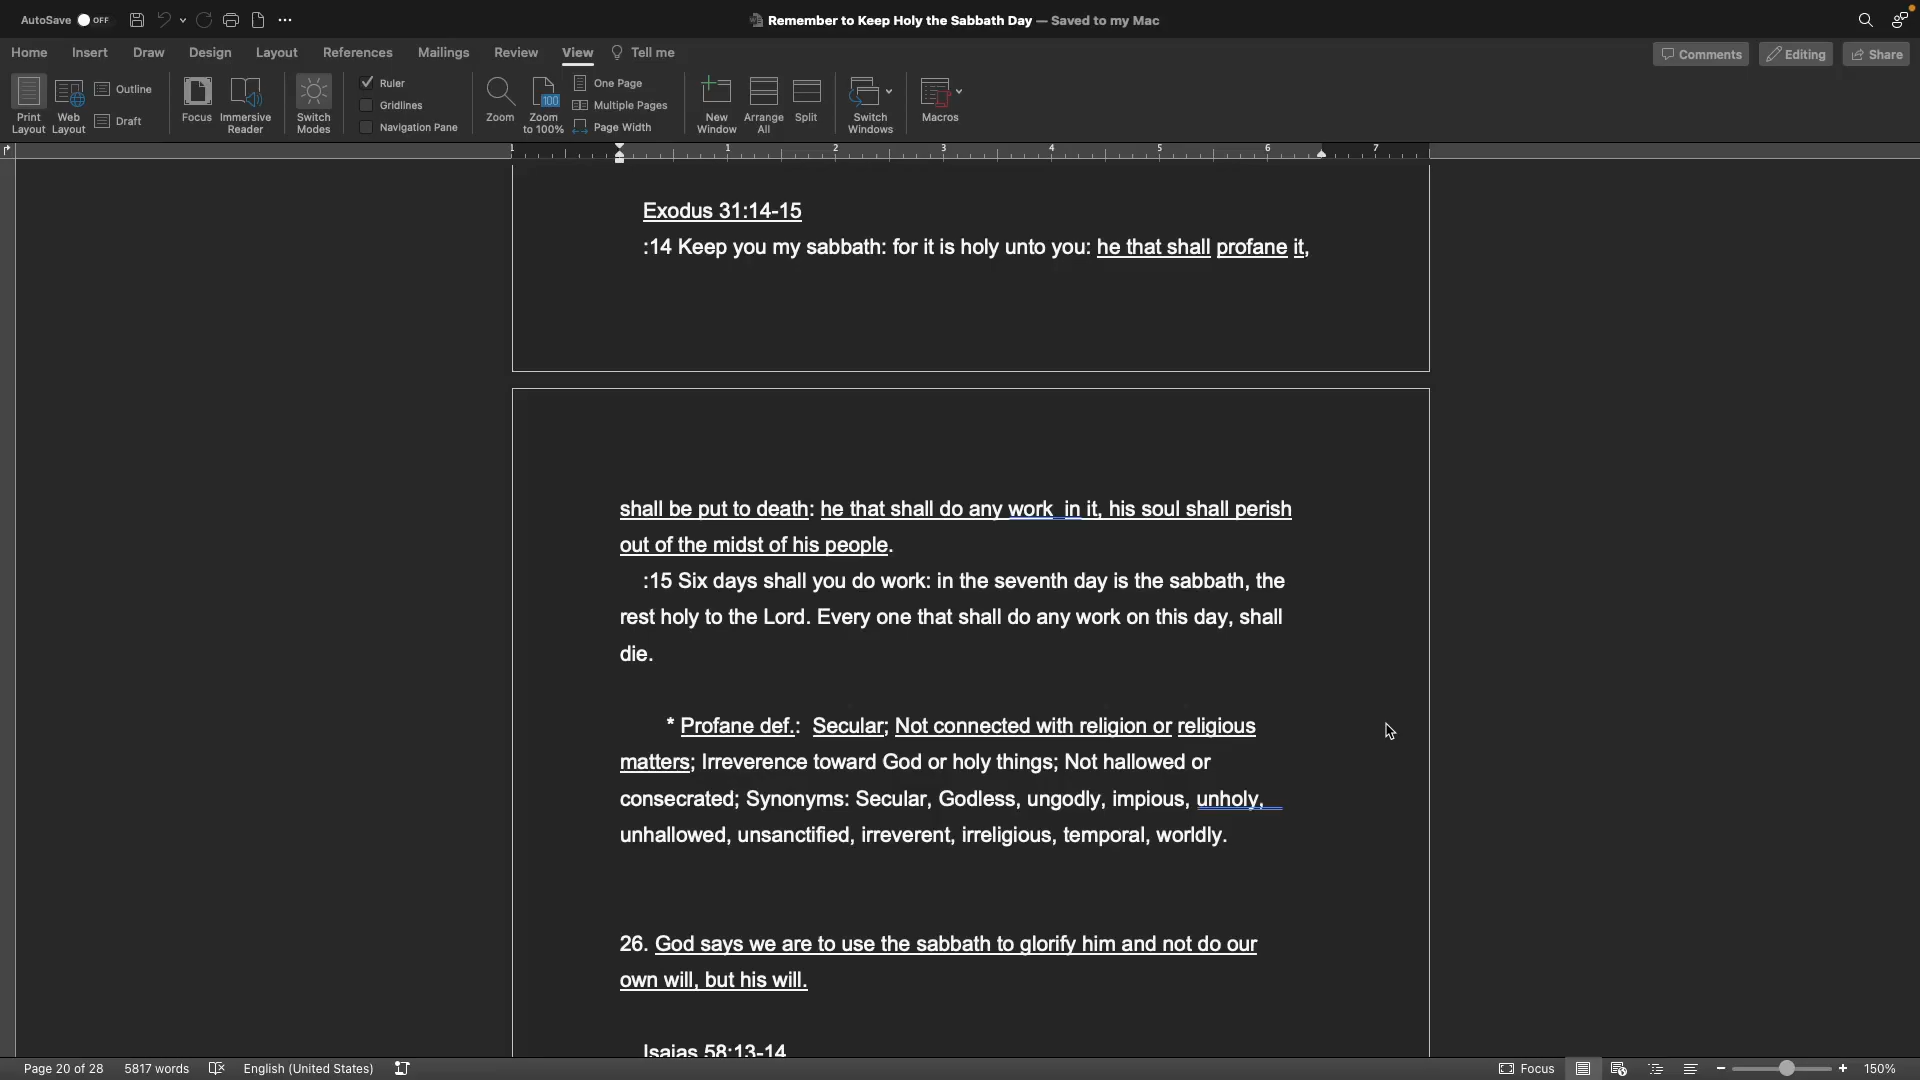 AutoSave OFF
Remember to Keep Holy the Sabbath Day — Saved to my Mac
Home Insert Draw Design Layout References Mailings Review View Tell me
Comments Editing Share
Print Layout
Web Layout
Outline
Draft
Focus
Immersive Reader
Switch Modes
Ruler
Gridlines
Navigation Pane
Zoom
100
Zoom to 100%
One Page
Multiple Pages
Page Width
New Window
Arrange All
Split
Switch Windows
Macros
1 1 2 3 4 5 6 7
Exodus 31:14-15
:14 Keep you my sabbath: for it is holy unto you: he that shall profane it,
shall be put to death: he that shall do any work in it, his soul shall perish
out of the midst of his people.
:15 Six days shall you do work: in the seventh day is the sabbath, the
rest holy to the Lord. Every one that shall do any work on this day, shall
die.
* Profane def.: Secular; Not connected with religion or religious
matters; Irreverence toward God or holy things; Not hallowed or
consecrated; Synonyms: Secular, Godless, ungodly, impious, unholy,
unhallowed, unsanctified, irreverent, irreligious, temporal, worldly.
26. God says we are to use the sabbath to glorify him and not do our
own will, but his will.
Isaias 58:13-14
Page 20 of 28 5817 words English (United States) Focus 150%